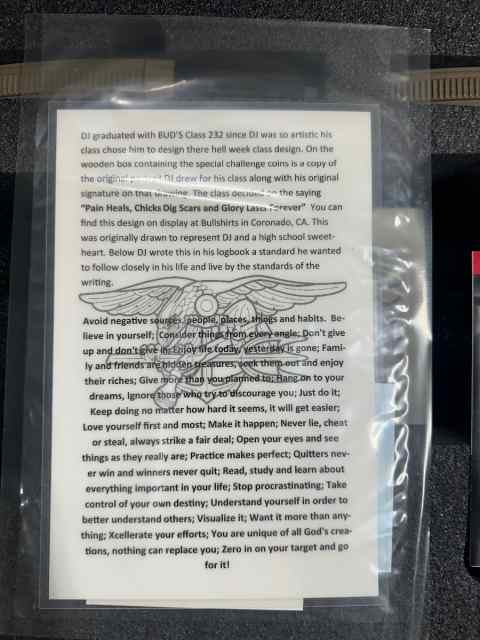 DJ graduated with BUD'S Class 232 since DJ was so artistic his
class chose him to design there hell week class design. On the
wooden box containing the special challenge coins is a copy of
the original DJ drew for his class along with his original
signature on that drawing. The class decided on the saying
"Pain Heals, Chicks Dig Scars and Glory Lasts Forever" You can
find this design on display at Bullshirts in Coronado, CA. This
was originally drawn to represent DJ and a high school sweet-
heart. Below DJ wrote this in his logbook a standard he wanted
to follow closely in his life and live by the standards of the
writing.
Avoid negative sources, people, places, things and habits. Be-
lieve in yourself; Consider things from every angle; Don't give
up and don't give in; Enjoy life today, yesterday is gone; Fami-
ly and friends are hidden treasures, seek them out and enjoy
their riches; Give more than you planned to; Hang on to your
dreams, Ignore those who try to discourage you; Just do it;
Keep doing no matter how hard it seems, it will get easier;
Love yourself first and most; Make it happen; Never lie, cheat
or steal, always strike a fair deal; Open your eyes and see
things as they really are; Practice makes perfect; Quitters nev-
er win and winners never quit; Read, study and learn about
everything important in your life; Stop procrastinating; Take
control of your own destiny; Understand yourself in order to
better understand others; Visualize it; Want it more than any-
thing; Xcellerate your efforts; You are unique of all God's crea-
tions, nothing can replace you; Zero in on your target and go
for it!